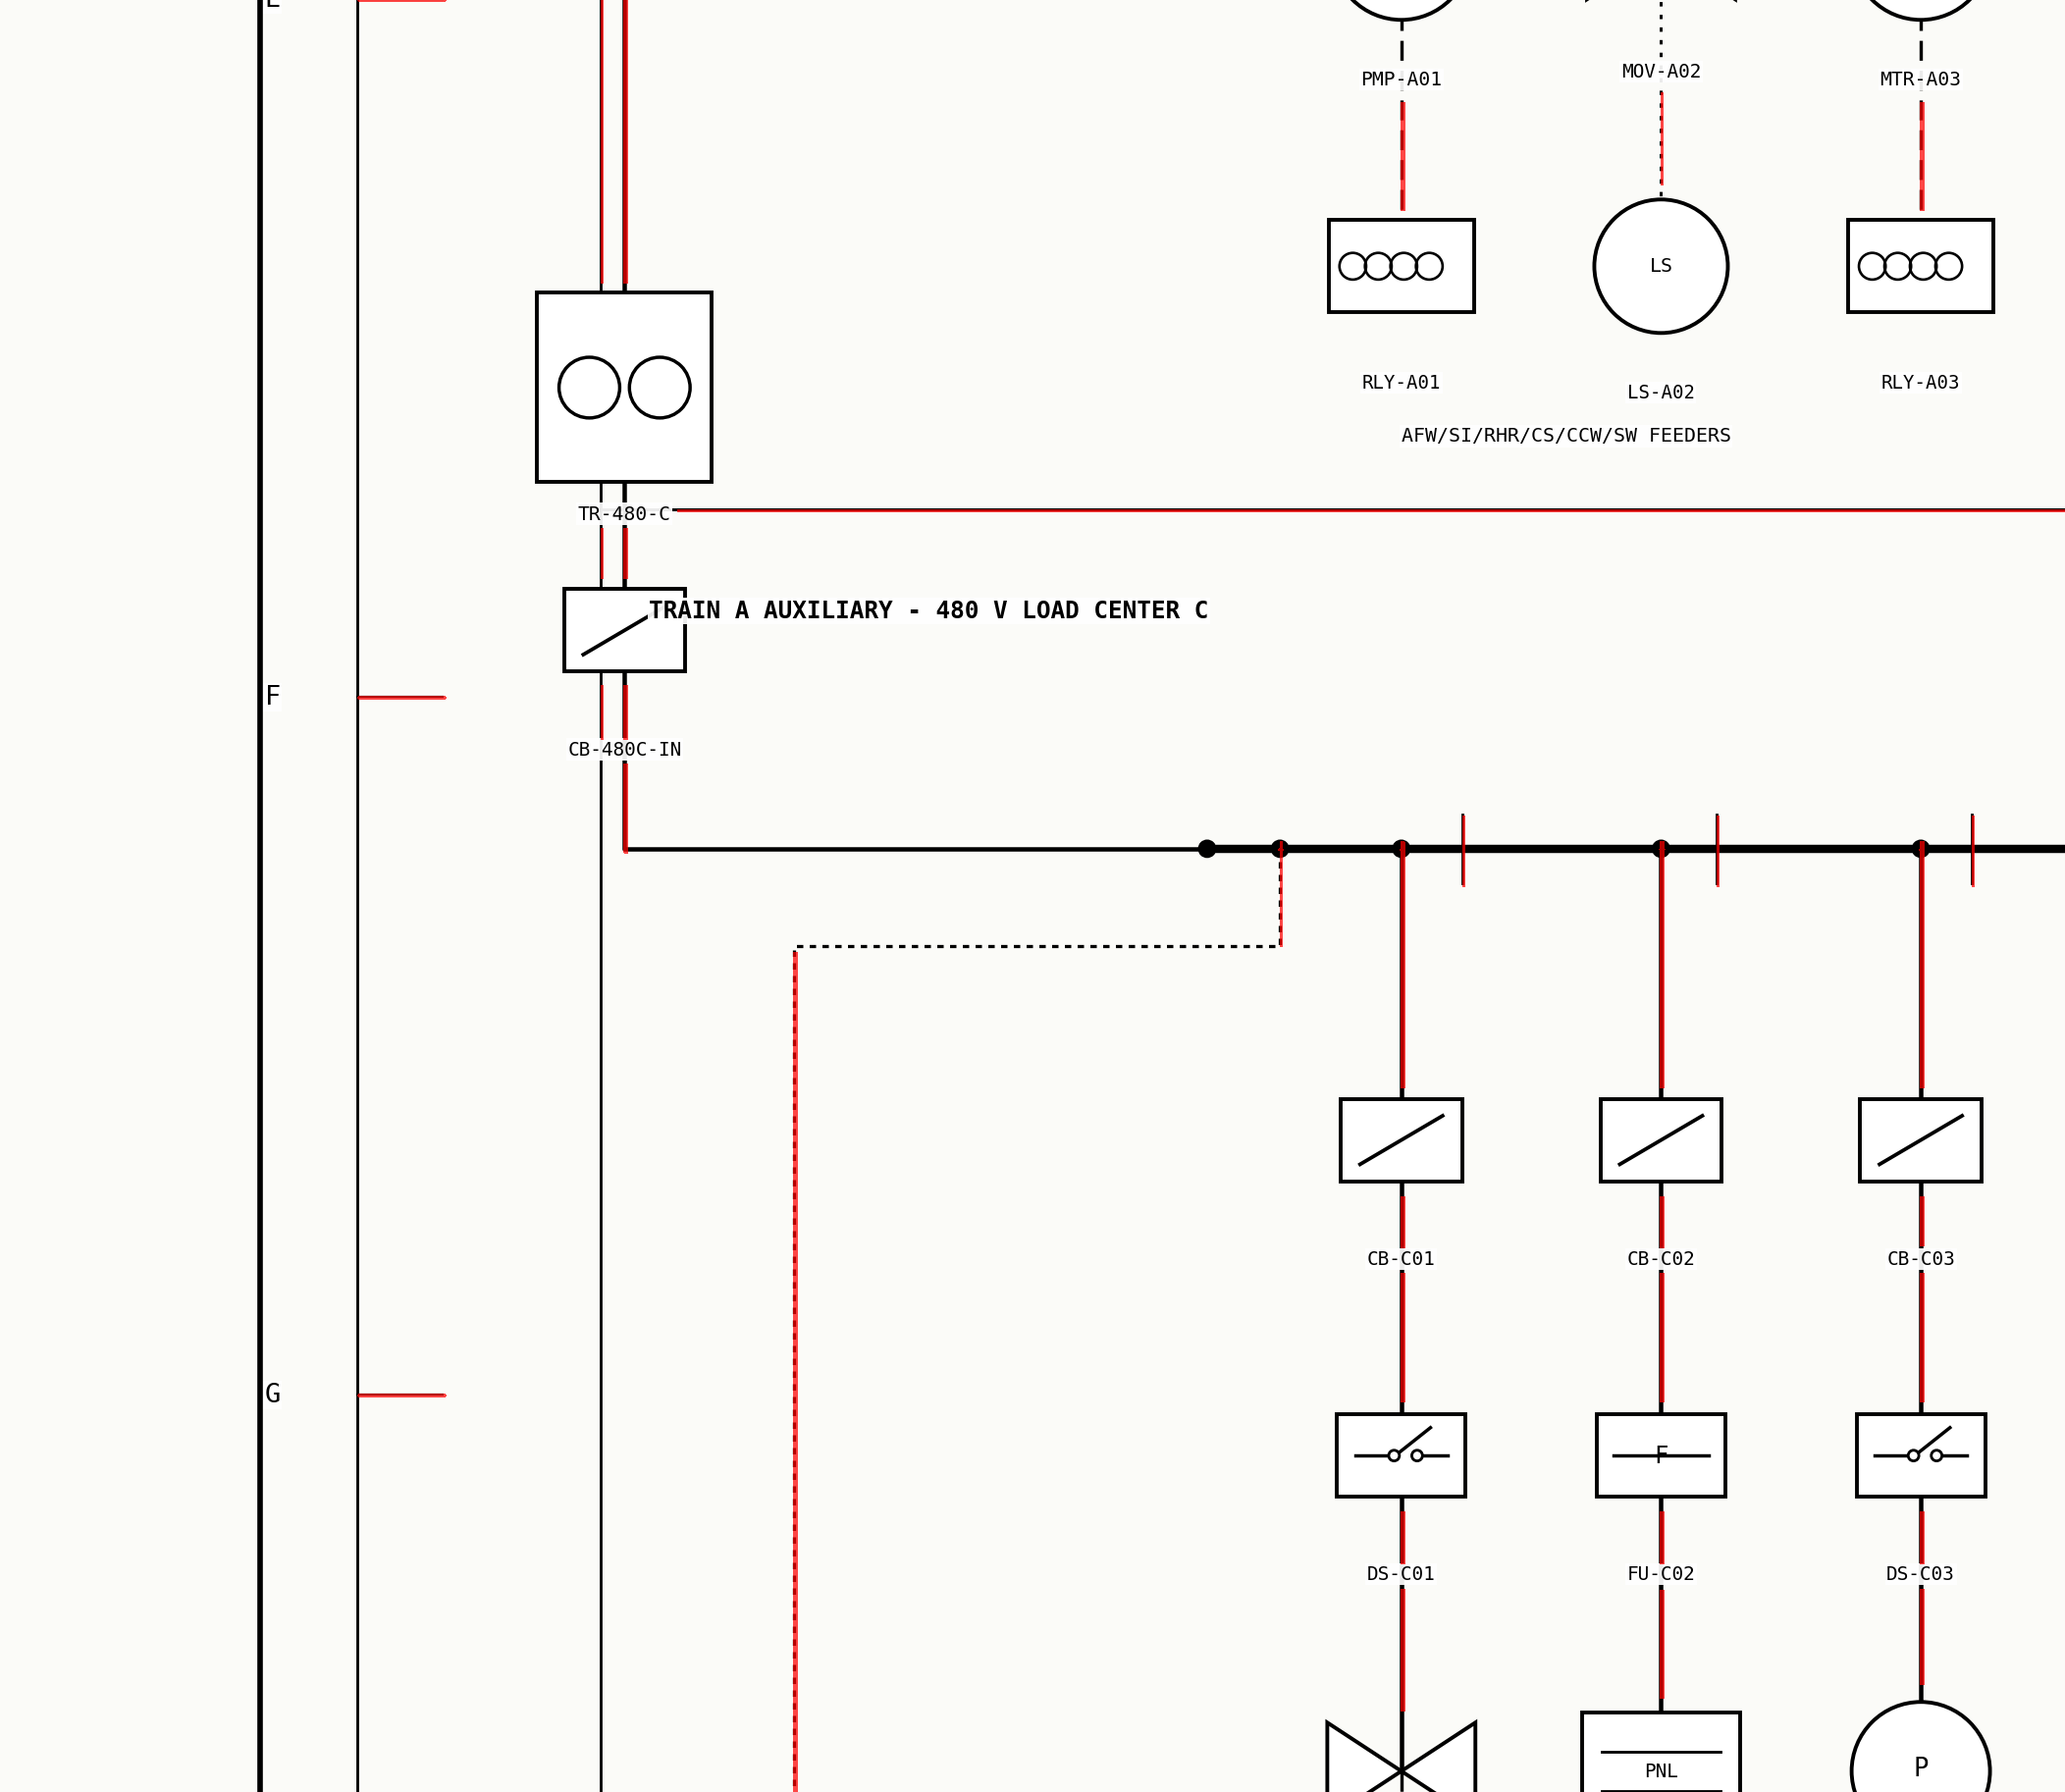 E
PMP-A01
MOV-A02
MTR-A03
LS
RLY-A01
LS-A02
RLY-A03
AFW/SI/RHR/CS/CCW/SW FEEDERS
TR-480-C
TRAIN A AUXILIARY - 480 V LOAD CENTER C
F
CB-480C-IN
CB-C01
CB-C02
CB-C03
G
F
DS-C01
FU-C02
DS-C03
PNL
P